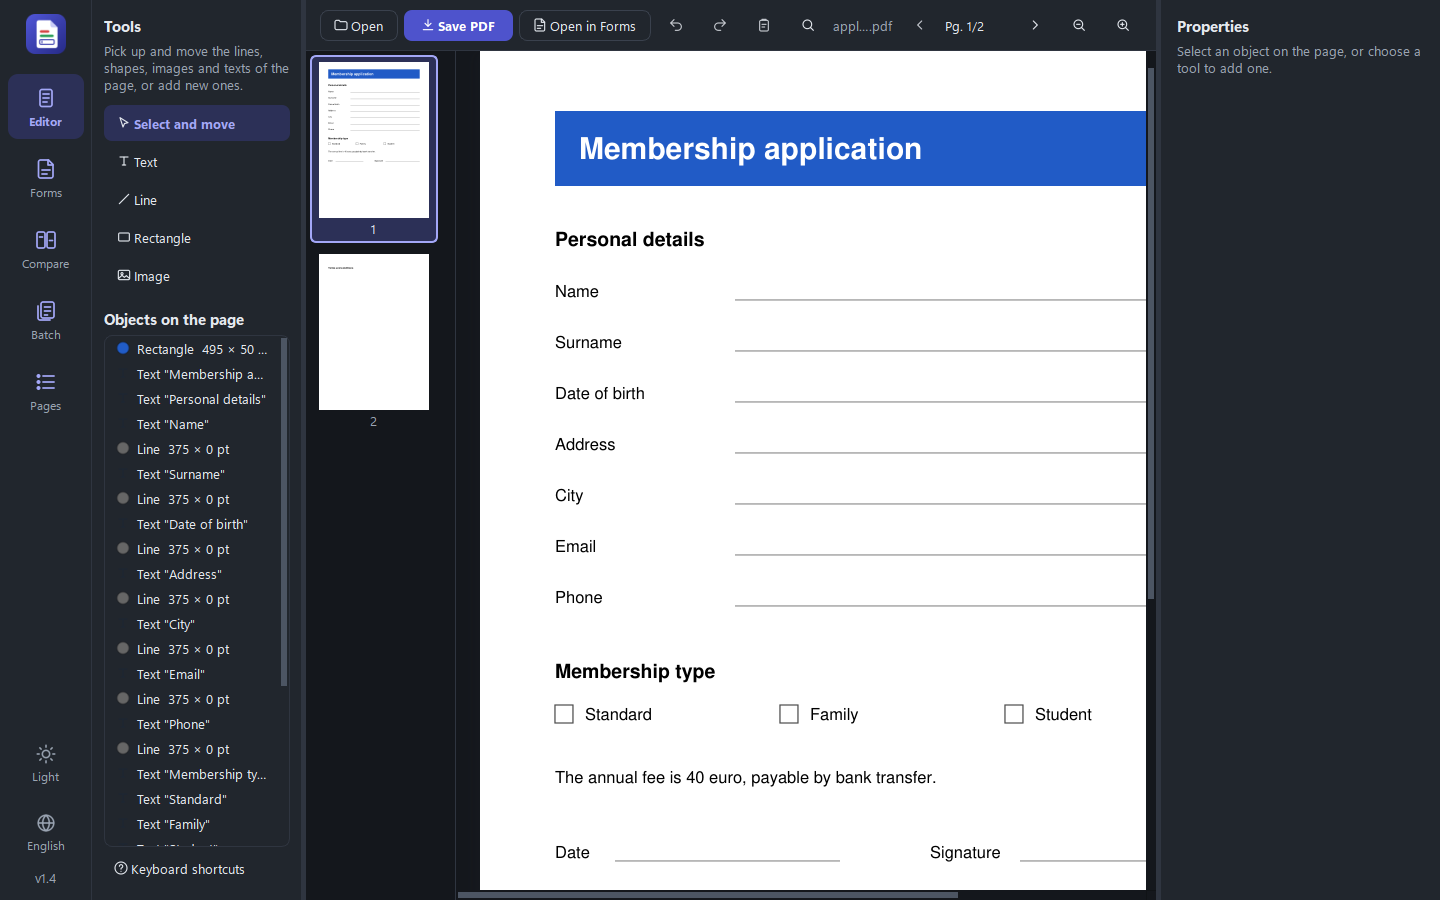 Editor
Forms
Compare
Batch
Pages
Light
English
v1.4
Tools
Pick up and move the lines,
shapes, images and texts of the
page, or add new ones.
Select and move
Text
Line
Rectangle
Image
Objects on the page
Rectangle 495 × 50 ...
Text "Membership a...
Text "Personal details"
Text "Name"
Line 375 × 0 pt
Text "Surname"
Line 375 × 0 pt
Text "Date of birth"
Line 375 × 0 pt
Text "Address"
Line 375 × 0 pt
Text "City"
Line 375 × 0 pt
Text "Email"
Line 375 × 0 pt
Text "Phone"
Line 375 × 0 pt
Text "Membership ty...
Text "Standard"
Text "Family"
Keyboard shortcuts
Open
Save PDF
Open in Forms
appl....pdf
Pg. 1/2
Membership application
1
2
Membership application
Personal details
Name
Surname
Date of birth
Address
City
Email
Phone
Membership type
Standard Family Student
The annual fee is 40 euro, payable by bank transfer.
Date Signature
Properties
Select an object on the page, or choose a
tool to add one.